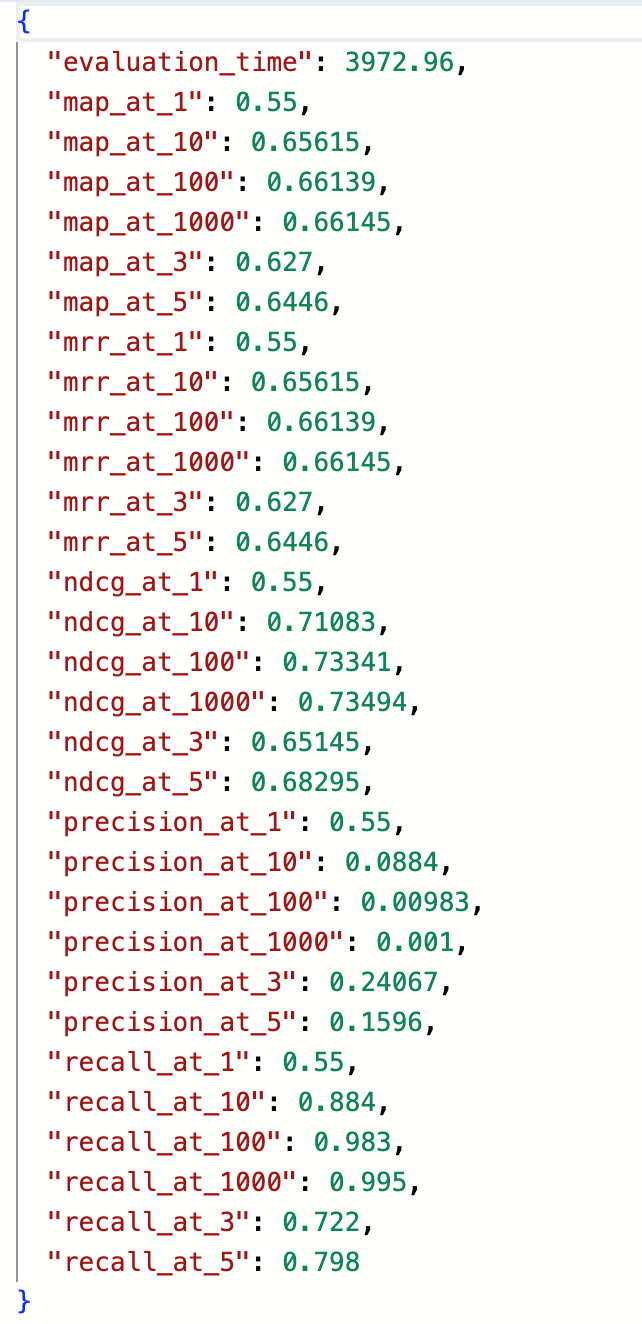 {
"evaluation_time": 3972.96,
"map_at_1": 0.55,
"map_at_10": 0.65615,
"map_at_100": 0.66139,
"map_at_1000": 0.66145,
"map_at_3": 0.627,
"map_at_5": 0.6446,
"mrr_at_1": 0.55,
"mrr_at_10": 0.65615,
"mrr_at_100": 0.66139,
"mrr_at_1000": 0.66145,
"mrr_at_3": 0.627,
"mrr_at_5": 0.6446,
"ndcg_at_1": 0.55,
"ndcg_at_10": 0.71083,
"ndcg_at_100": 0.73341,
"ndcg_at_1000": 0.73494,
"ndcg_at_3": 0.65145,
"ndcg_at_5": 0.68295,
"precision_at_1": 0.55,
"precision_at_10": 0.0884,
"precision_at_100": 0.00983,
"precision_at_1000": 0.001,
"precision_at_3": 0.24067,
"precision_at_5": 0.1596,
"recall_at_1": 0.55,
"recall_at_10": 0.884,
"recall_at_100": 0.983,
"recall_at_1000": 0.995,
"recall_at_3": 0.722,
"recall_at_5": 0.798
}